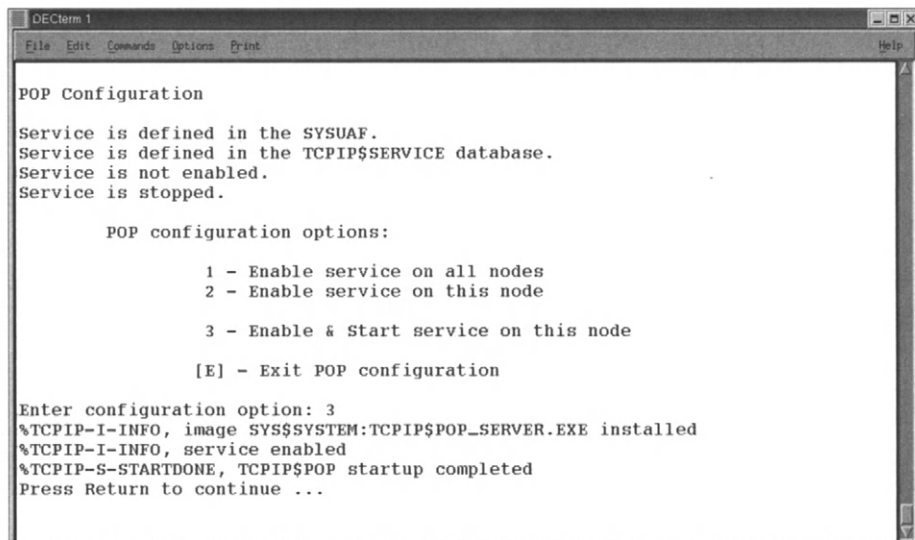 DECterm 1
File Edit Commands Options Print Help
POP Configuration
Service is defined in the SYSUAF.
Service is defined in the TCPIP$SERVICE database.
Service is not enabled.
Service is stopped.
POP configuration options:
1 - Enable service on all nodes
2 - Enable service on this node
3 - Enable & Start service on this node
[E] - Exit POP configuration
Enter configuration option: 3
%TCPIP-I-INFO, image SYS$SYSTEM:TCPIP$POP_SERVER.EXE installed
%TCPIP-I-INFO, service enabled
%TCPIP-S-STARTDONE, TCPIP$POP startup completed
Press Return to continue ...